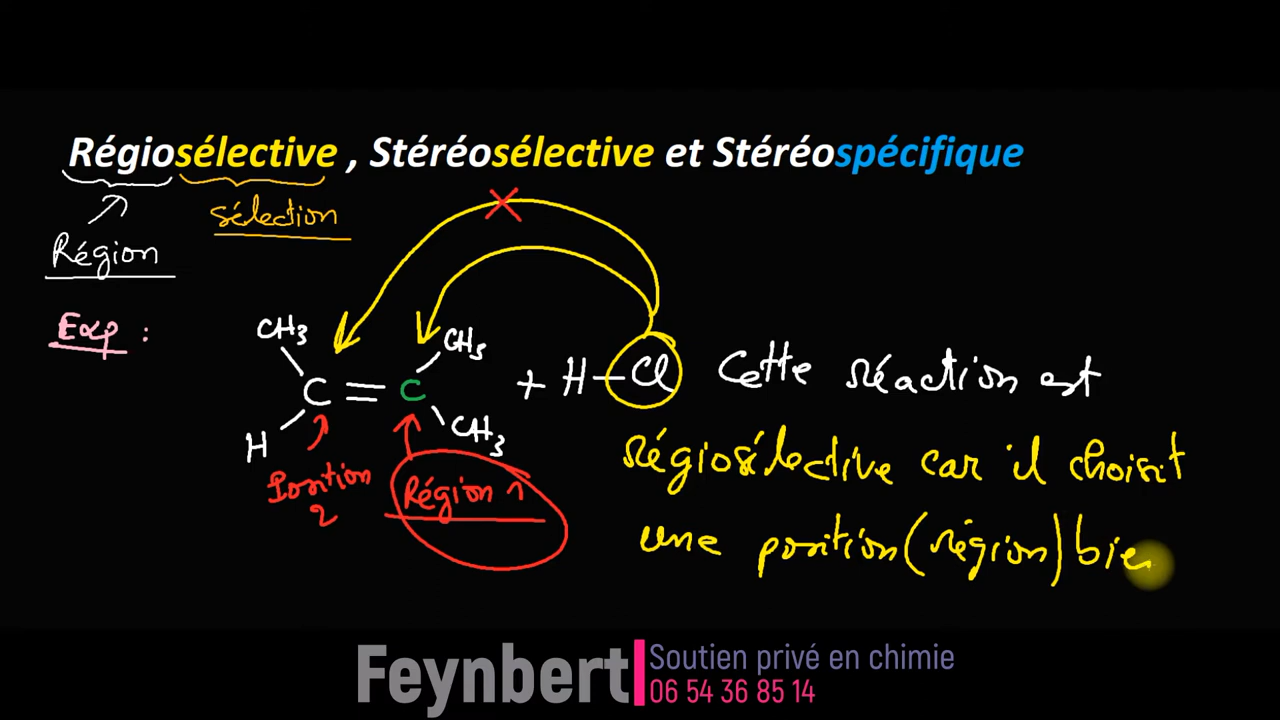 Régiosélective , Stéréosélective et Stéréospécifique
sélection
Région
Exp :
CH3 CH3
C = C + H - Cl Cette réaction est
H CH3
régiosélective car il choisit
Position Région 1
2
une position (région) bien
Feynbert
Soutien privé en chimie
06 54 36 85 14